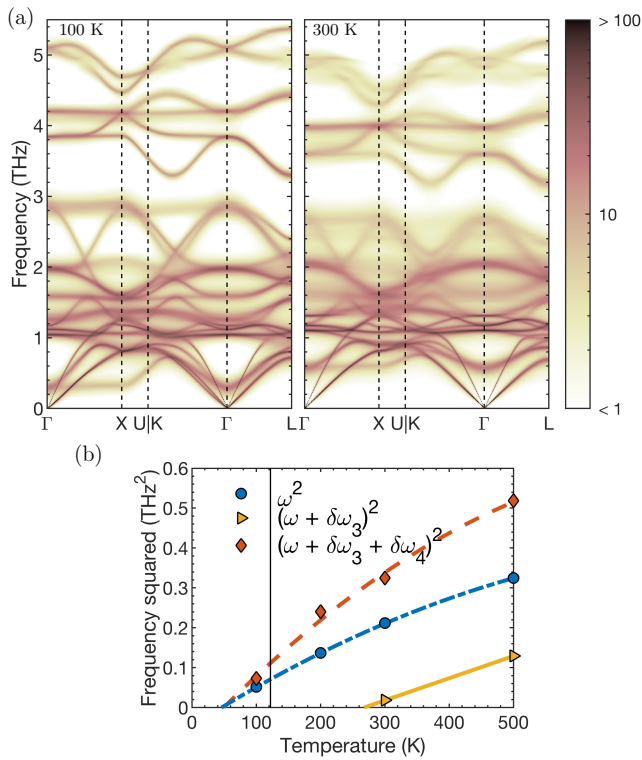 (a)
100 K
300 K
> 100
10
< 1
Frequency (THz)
5
4
3
2
1
0
Γ X U|K Γ L Γ X U|K Γ L
(b)
Frequency squared (THz²)
0.6
0.5
0.4
0.3
0.2
0.1
0
ω²
(ω + δω₃)²
(ω + δω₃ + δω₄)²
0 100 200 300 400 500
Temperature (K)